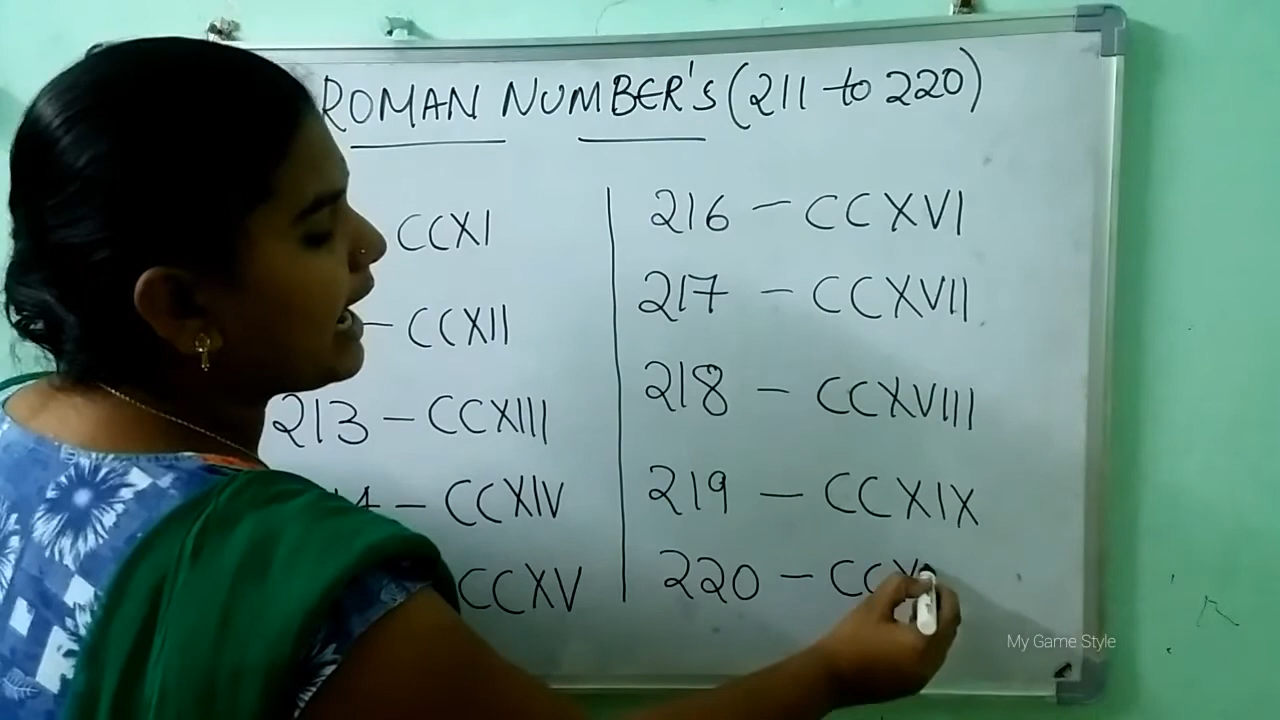 ROMAN NUMBER'S (211 to 220)
CCXI
- CCXII
213 - CCXIII
- CCXIV
CCXV
216 - CCXVI
217 - CCXVII
218 - CCXVIII
219 - CCXIX
220 - CCX
My Game Style